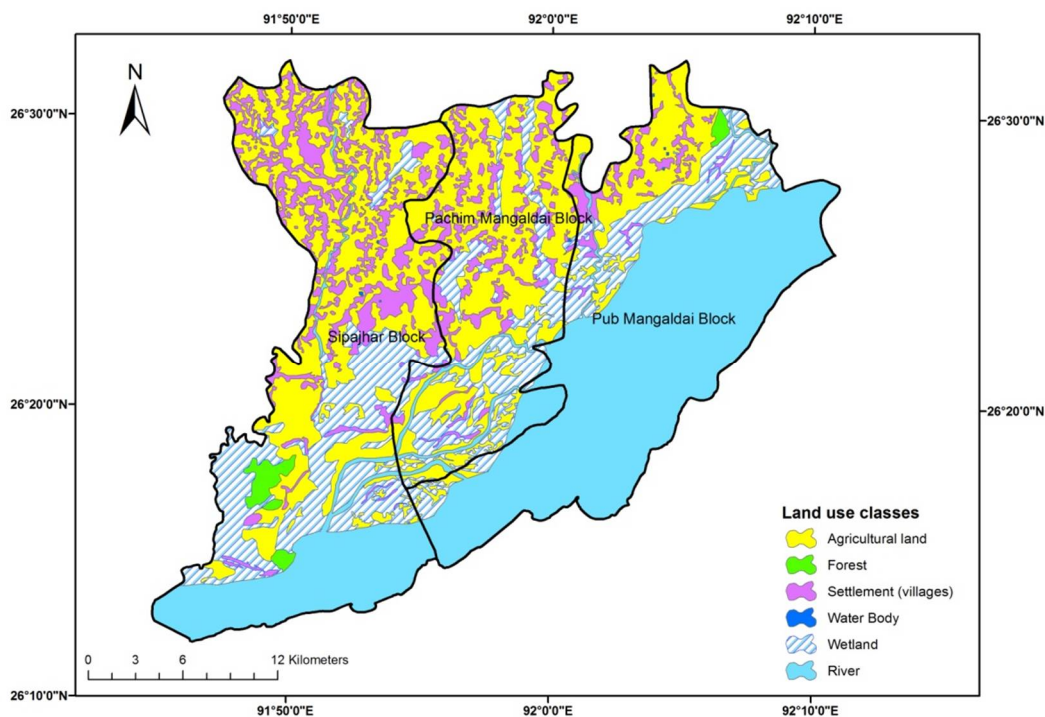 91°50'0"E
92°0'0"E
92°10'0"E
N
26°30'0"N
26°30'0"N
Pachim Mangaldai Block
Pub Mangaldai Block
Sipajhar Block
26°20'0"N
26°20'0"N
Land use classes
Agricultural land
Forest
Settlement (villages)
Water Body
Wetland
River
0 3 6 12 Kilometers
26°10'0"N
26°10'0"N
91°50'0"E
92°0'0"E
92°10'0"E